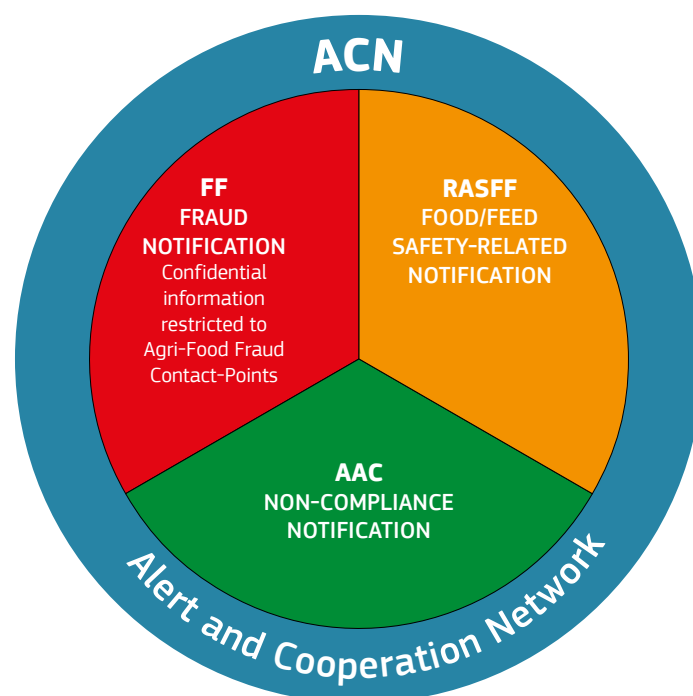 ACN
FF
FRAUD
NOTIFICATION
Confidential
information
restricted to
Agri-Food Fraud
Contact-Points
RASFF
FOOD/FEED
SAFETY-RELATED
NOTIFICATION
AAC
NON-COMPLIANCE
NOTIFICATION
Alert and Cooperation Network